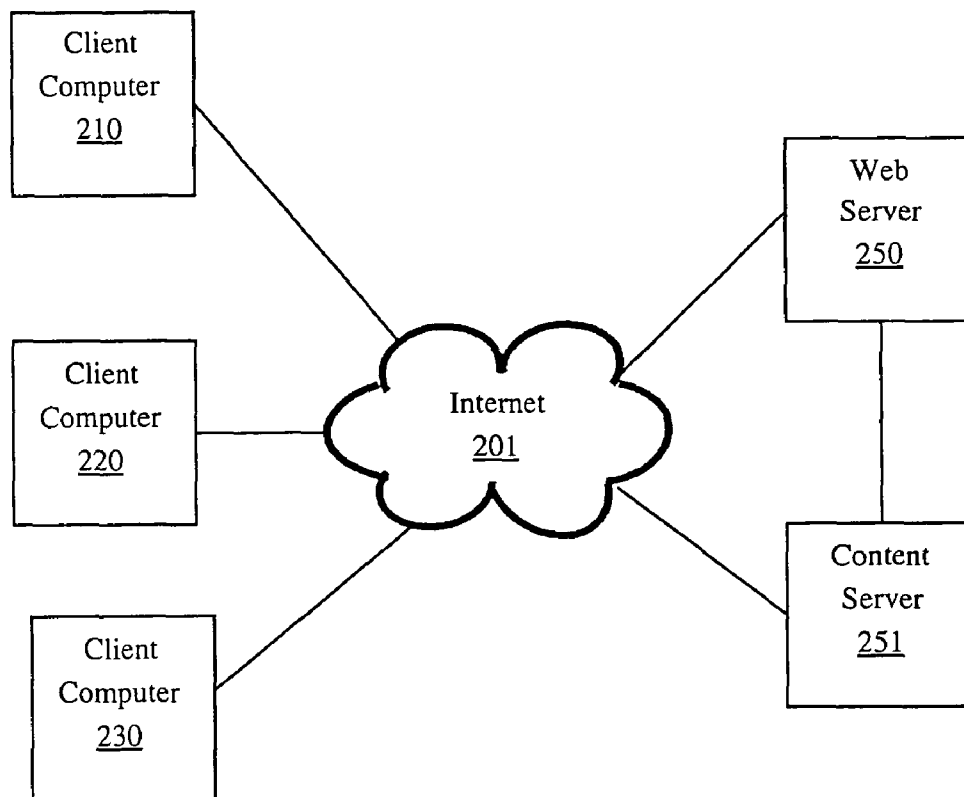 Client
Computer
210
Web
Server
250
Client
Computer
220
Internet
201
Content
Server
251
Client
Computer
230